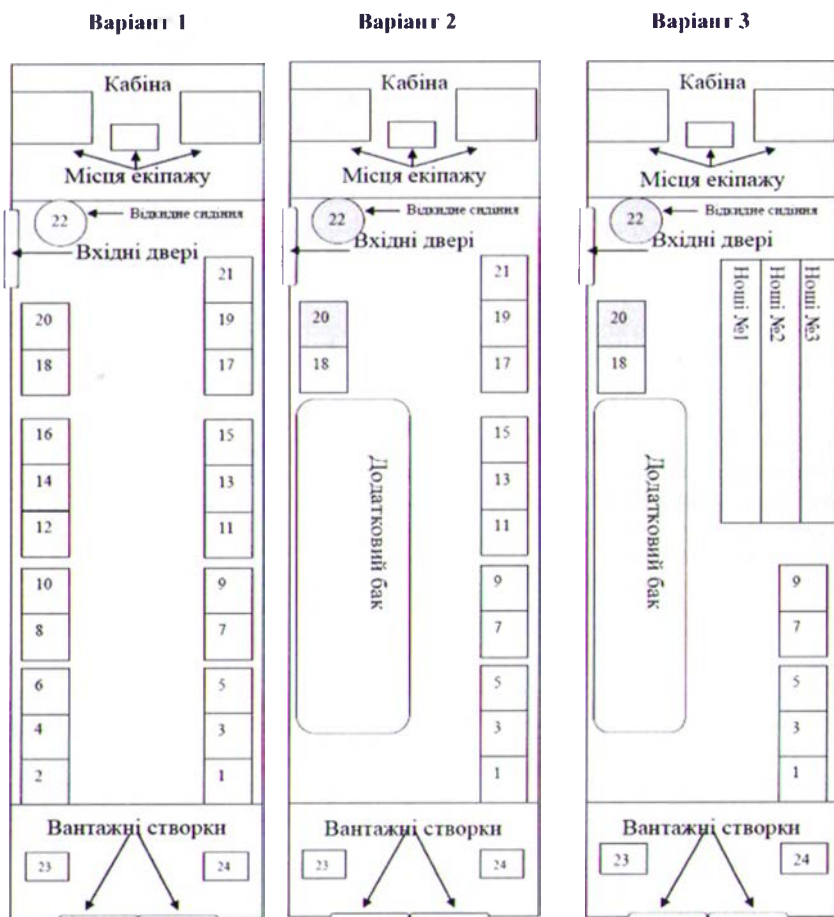 Варіант 1
Кабіна
Місця екіпажу
22
Відкидне сидіння
Вхідні двері
21
20
19
18
17
16
15
14
13
12
11
10
9
8
7
6
5
4
3
2
1
Вантажні створки
23
24
Варіант 2
Кабіна
Місця екіпажу
22
Відкидне сидіння
Вхідні двері
21
20
19
18
17
Додатковий бак
15
13
11
9
7
5
3
1
Вантажні створки
23
24
Варіант 3
Кабіна
Місця екіпажу
22
Відкидне сидіння
Вхідні двері
Ноші №1
Ноші №2
Ноші №3
20
18
Додатковий бак
9
7
5
3
1
Вантажні створки
23
24